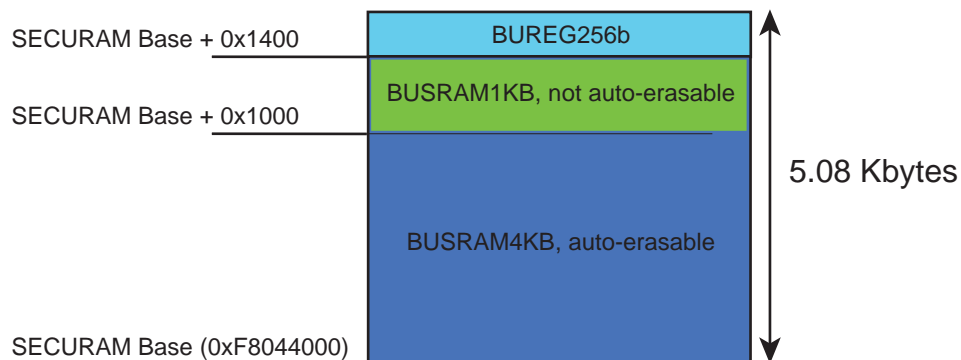 SECURAM Base + 0x1400
BUREG256b
BUSRAM1KB, not auto-erasable
SECURAM Base + 0x1000
5.08 Kbytes
BUSRAM4KB, auto-erasable
SECURAM Base (0xF8044000)